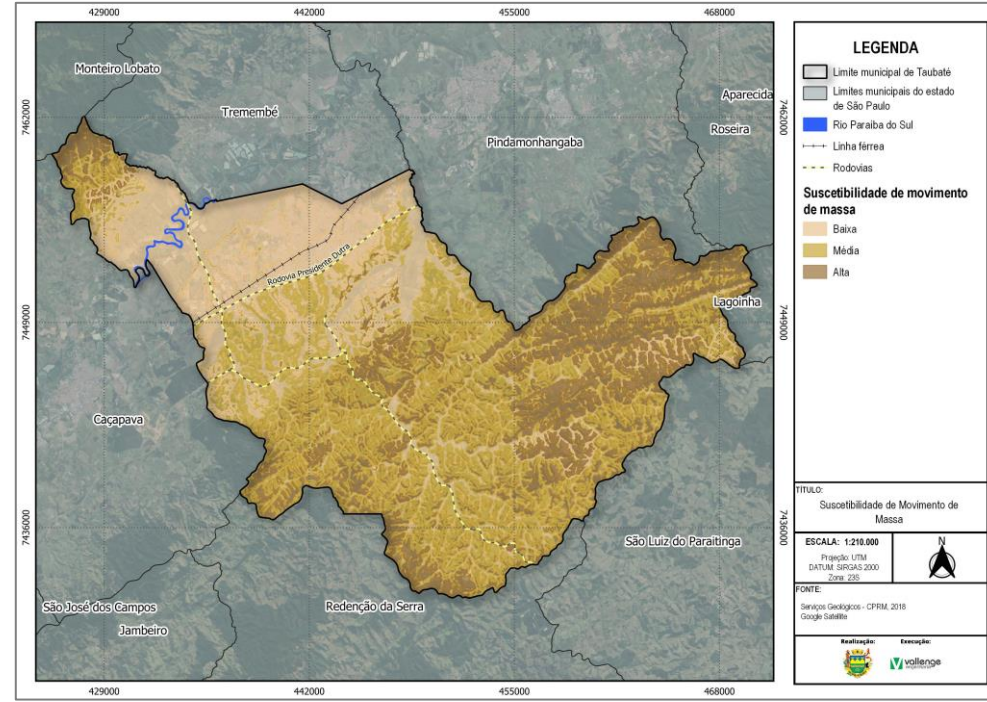 429000 442000 455000 468000
Monteiro Lobato
Tremembé
Aparecida
Roseira
Pindamonhangaba
7462000 7462000
Rodovia Presidente Dutra
Lagoinha
7449000 7449000
Caçapava
7436000 7436000
São Luiz do Paraitinga
São José dos Campos
Redenção da Serra
Jambeiro
429000 442000 455000 468000
LEGENDA
Limite municipal de Taubaté
Limites municipais do estado
de São Paulo
Rio Paraiba do Sul
Linha férrea
Rodovias
Suscetibilidade de movimento
de massa
Baixa
Média
Alta
TÍTULO:
Suscetibilidade de Movimento de
Massa
ESCALA: 1:210.000
Projeção: UTM
DATUM: SIRGAS 2000
Zona: 23S
N
FONTE:
Serviços Geológicos - CPRM, 2018
Google Satellite
Realização: Execução:
vallenge